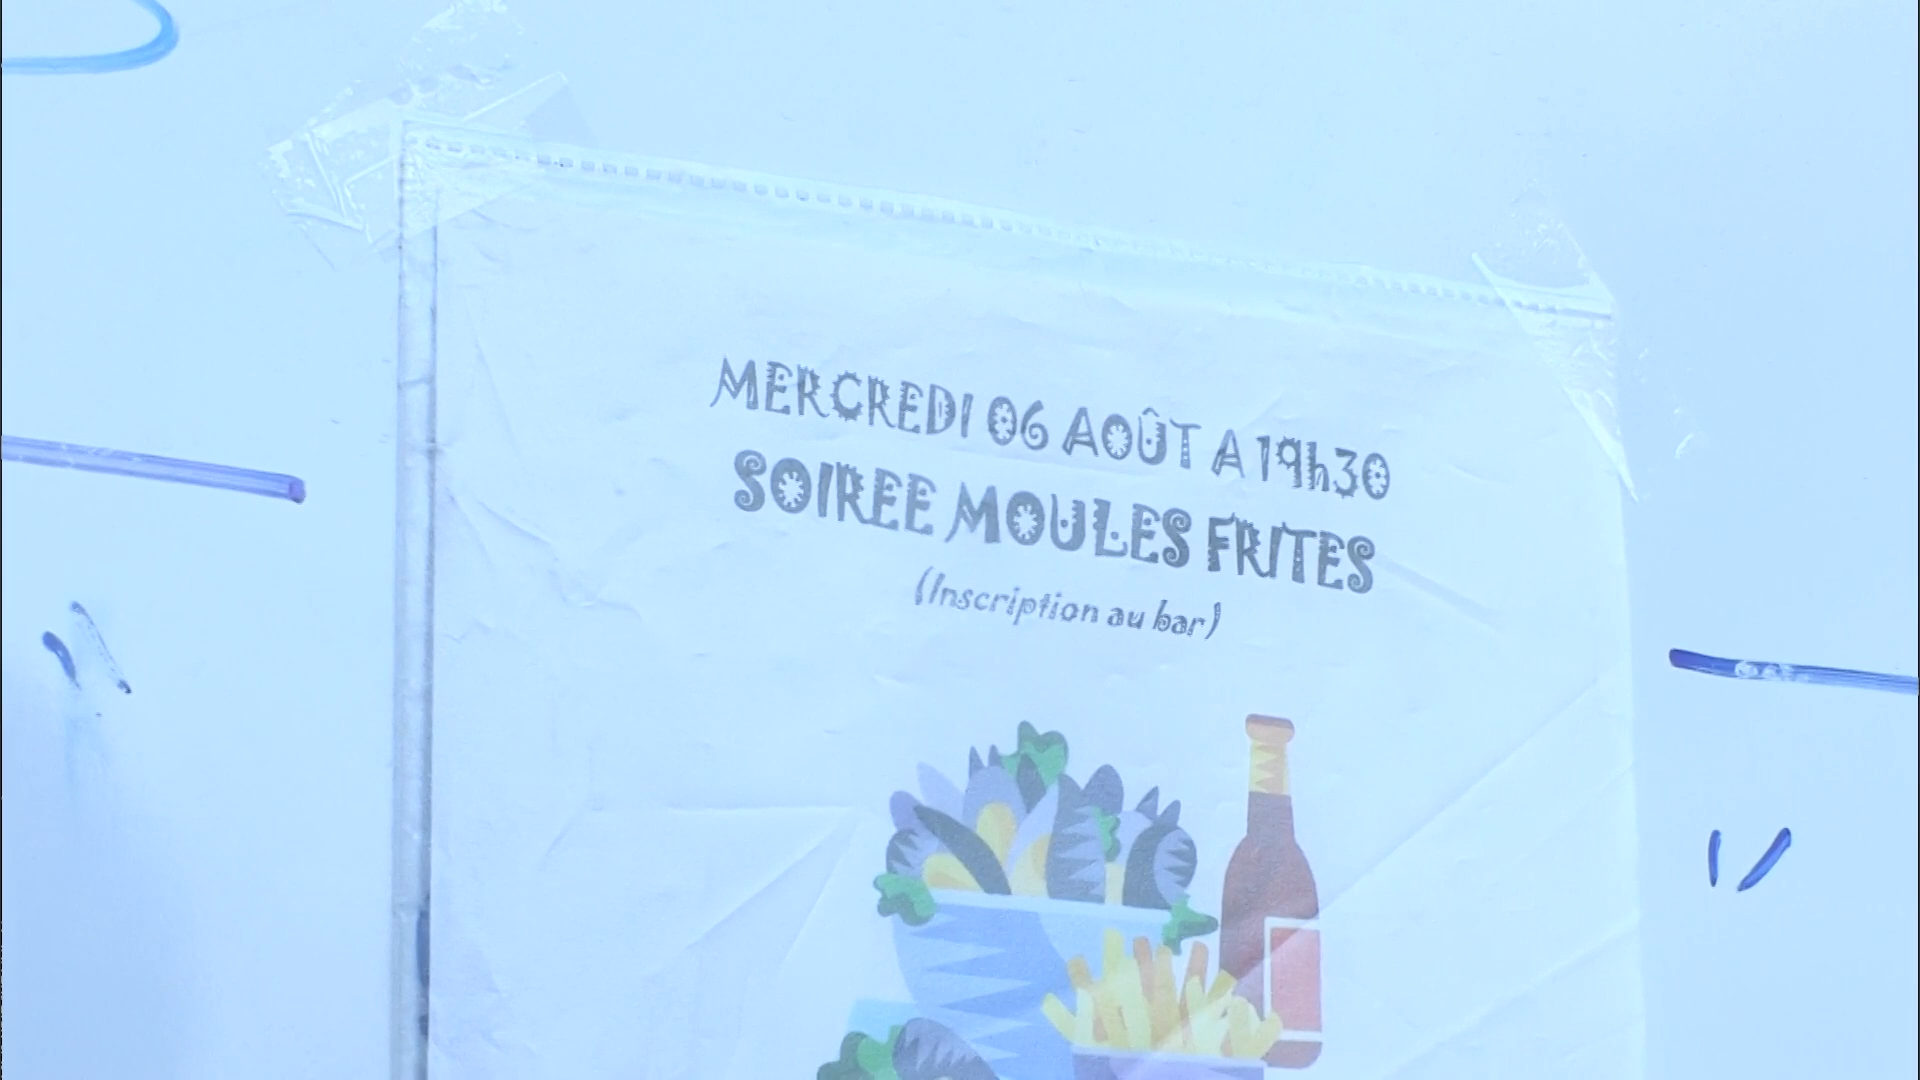 MERCREDI 06 AOÛT A 19h30
SOIREE MOULES FRITES
(Inscription au bar)